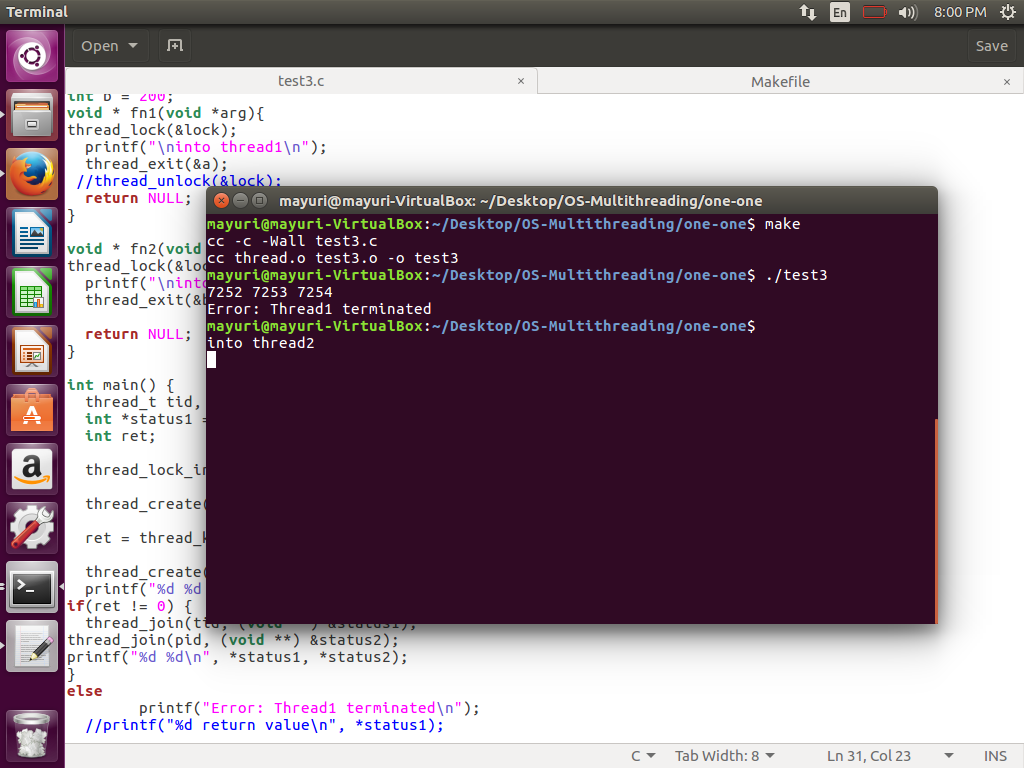 Terminal
En
8:00 PM
Open
Save
test3.c
Makefile
int b = 200;
void * fn1(void *arg){
thread_lock(&lock);
printf("\ninto thread1\n");
thread_exit(&a);
//thread_unlock(&lock);
return NULL;
}
void * fn2(void
thread_lock(&loc
printf("\ninto
thread_exit(&b
return NULL;
}
int main() {
thread_t tid,
int *status1 =
int ret;
thread_lock_in
thread_create(
ret = thread_k
thread_create(
printf("%d %d
if(ret != 0) {
thread_join(tid, (void **) &status1);
thread_join(pid, (void **) &status2);
printf("%d %d\n", *status1, *status2);
}
else
printf("Error: Thread1 terminated\n");
//printf("%d return value\n", *status1);
mayuri@mayuri-VirtualBox: ~/Desktop/OS-Multithreading/one-one
mayuri@mayuri-VirtualBox:~/Desktop/OS-Multithreading/one-one$ make
cc -c -Wall test3.c
cc thread.o test3.o -o test3
mayuri@mayuri-VirtualBox:~/Desktop/OS-Multithreading/one-one$ ./test3
7252 7253 7254
Error: Thread1 terminated
mayuri@mayuri-VirtualBox:~/Desktop/OS-Multithreading/one-one$
into thread2
C
Tab Width: 8
Ln 31, Col 23
INS